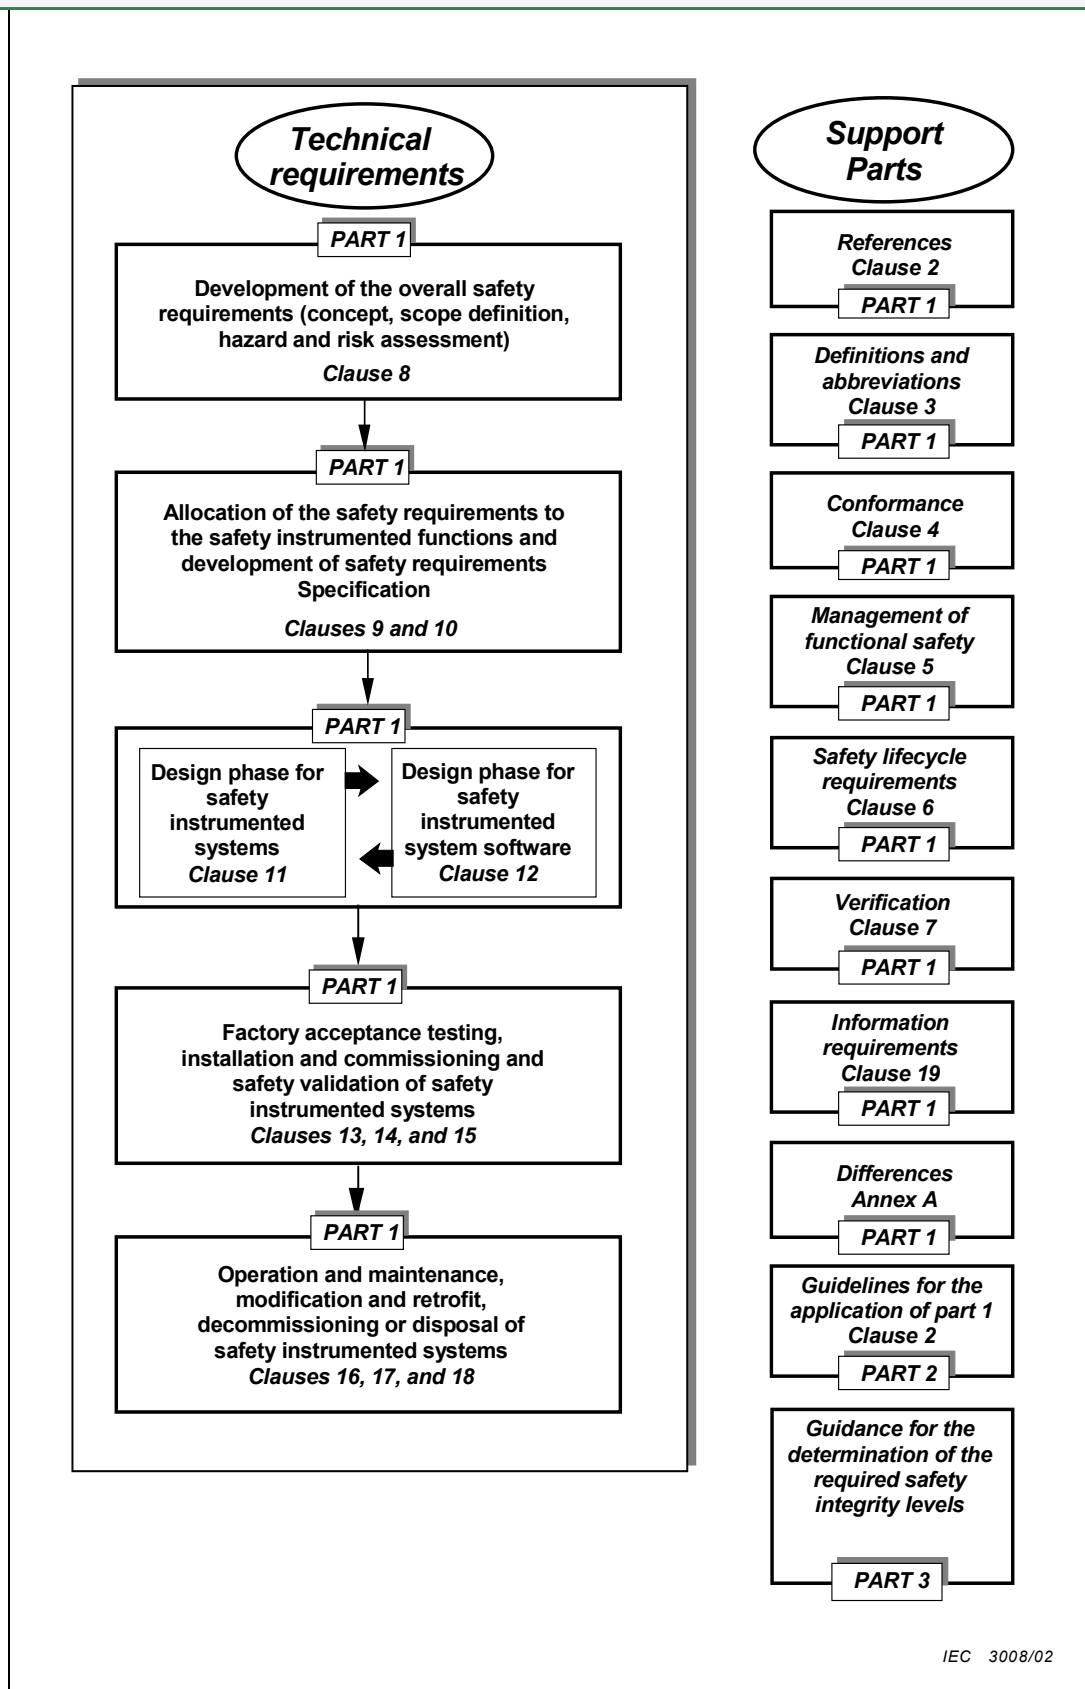 Technical
requirements
PART 1
Development of the overall safety
requirements (concept, scope definition,
hazard and risk assessment)
Clause 8
PART 1
Allocation of the safety requirements to
the safety instrumented functions and
development of safety requirements
Specification
Clauses 9 and 10
PART 1
Design phase for
safety
instrumented
systems
Clause 11
Design phase for
safety
instrumented
system software
Clause 12
PART 1
Factory acceptance testing,
installation and commissioning and
safety validation of safety
instrumented systems
Clauses 13, 14, and 15
PART 1
Operation and maintenance,
modification and retrofit,
decommissioning or disposal of
safety instrumented systems
Clauses 16, 17, and 18
Support
Parts
References
Clause 2
PART 1
Definitions and
abbreviations
Clause 3
PART 1
Conformance
Clause 4
PART 1
Management of
functional safety
Clause 5
PART 1
Safety lifecycle
requirements
Clause 6
PART 1
Verification
Clause 7
PART 1
Information
requirements
Clause 19
PART 1
Differences
Annex A
PART 1
Guidelines for the
application of part 1
Clause 2
PART 2
Guidance for the
determination of the
required safety
integrity levels
PART 3
IEC 3008/02